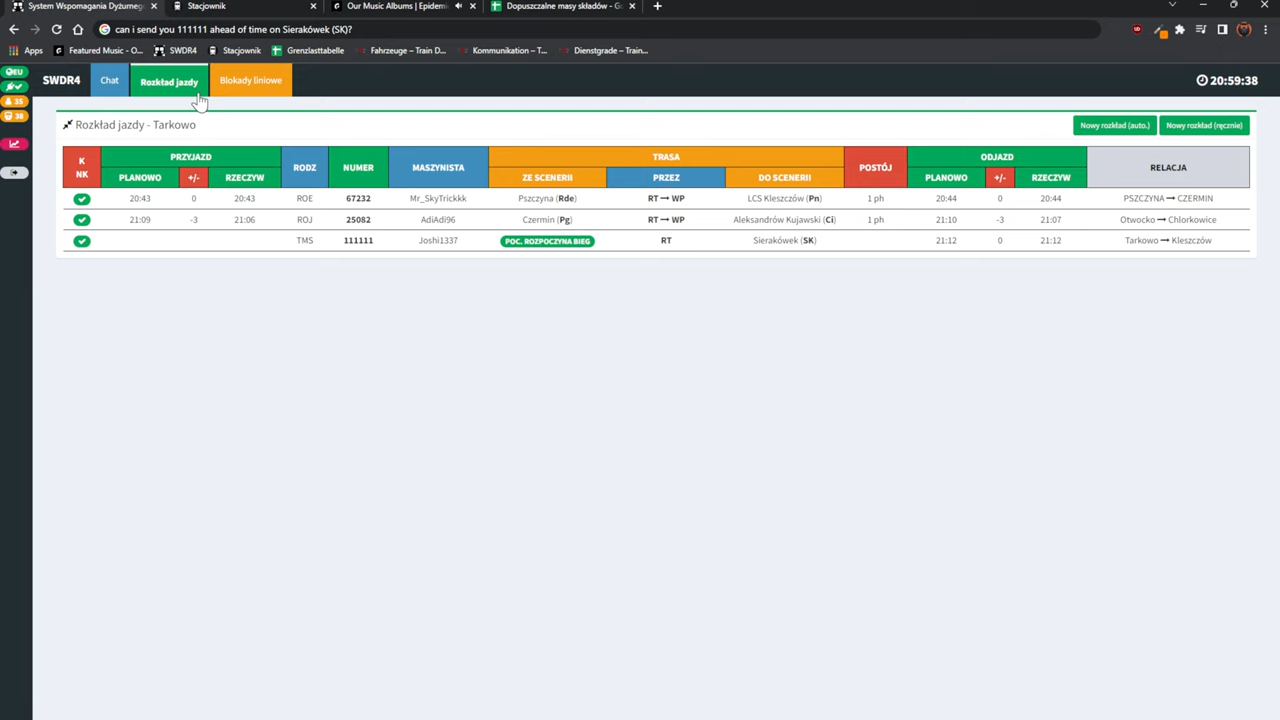 System Wspomagania Dyżurneg
Stacjownik
Our Music Albums | Epidemi
Dopuszczalne masy składów - G
can i send you 111111 ahead of time on Sierakówek (SK)?
Apps
Featured Music - O...
SWDR4
Stacjownik
Grenzlasttabelle
Fahrzeuge – Train D...
Kommunikation – T...
Dienstgrade – Train...
EU
35
38
SWDR4
Chat
Rozkład jazdy
Blokady liniowe
20:59:38
Rozkład jazdy - Tarkowo
Nowy rozkład (auto.)
Nowy rozkład (ręcznie)
K
NK
PRZYJAZD
RODZ
NUMER
MASZYNISTA
TRASA
POSTÓJ
ODJAZD
RELACJA
PLANOWO +/- RZECZYW
ZE SCENERII PRZEZ DO SCENERII
PLANOWO +/- RZECZYW
20:43 0 20:43 ROE 67232 Mr_SkyTrickkk Pszczyna (Rde) RT → WP LCS Kleszczów (Pn) 1 ph 20:44 0 20:44 PSZCZYNA → CZERMIN
21:09 -3 21:06 ROJ 25082 AdiAdi96 Czermin (Pg) RT → WP Aleksandrów Kujawski (Ci) 1 ph 21:10 -3 21:07 Otwocko → Chlorkowice
TMS 111111 Joshi1337 POC. ROZPOCZYNA BIEG RT Sierakówek (SK) 21:12 0 21:12 Tarkowo → Kleszczów